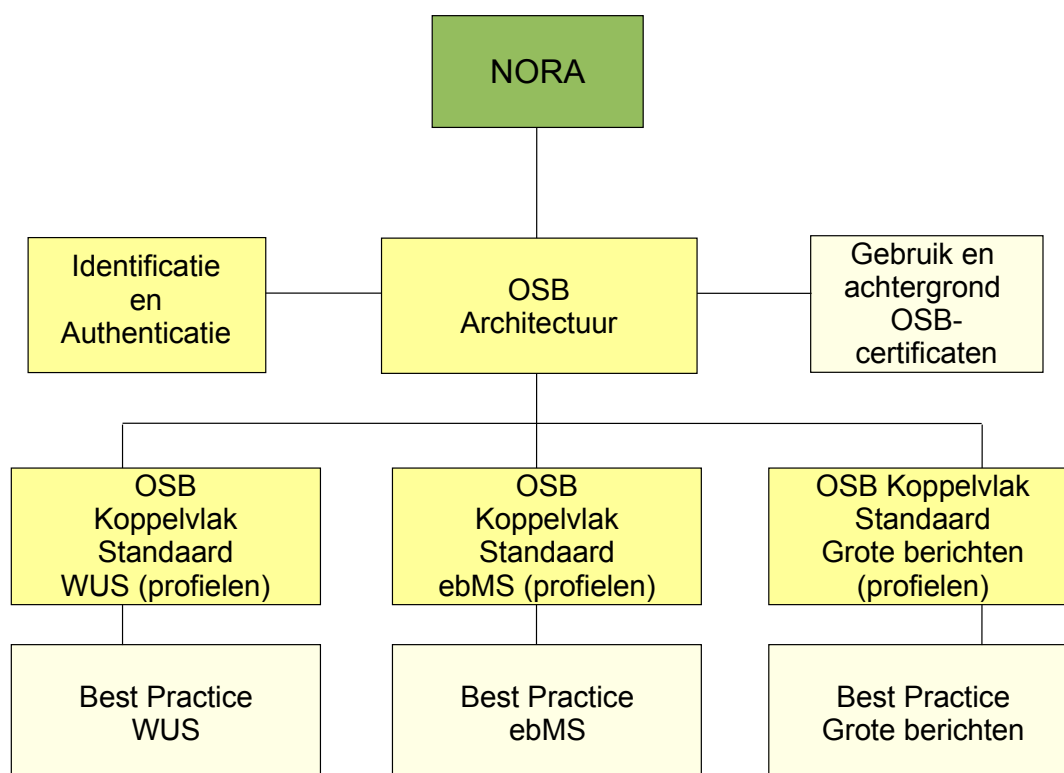 NORA
Identificatie
en
Authenticatie
OSB
Architectuur
Gebruik en
achtergrond
OSB-
certificaten
OSB
Koppelvlak
Standaard
WUS (profielen)
OSB
Koppelvlak
Standaard
ebMS (profielen)
OSB Koppelvlak
Standaard
Grote berichten
(profielen)
Best Practice
WUS
Best Practice
ebMS
Best Practice
Grote berichten